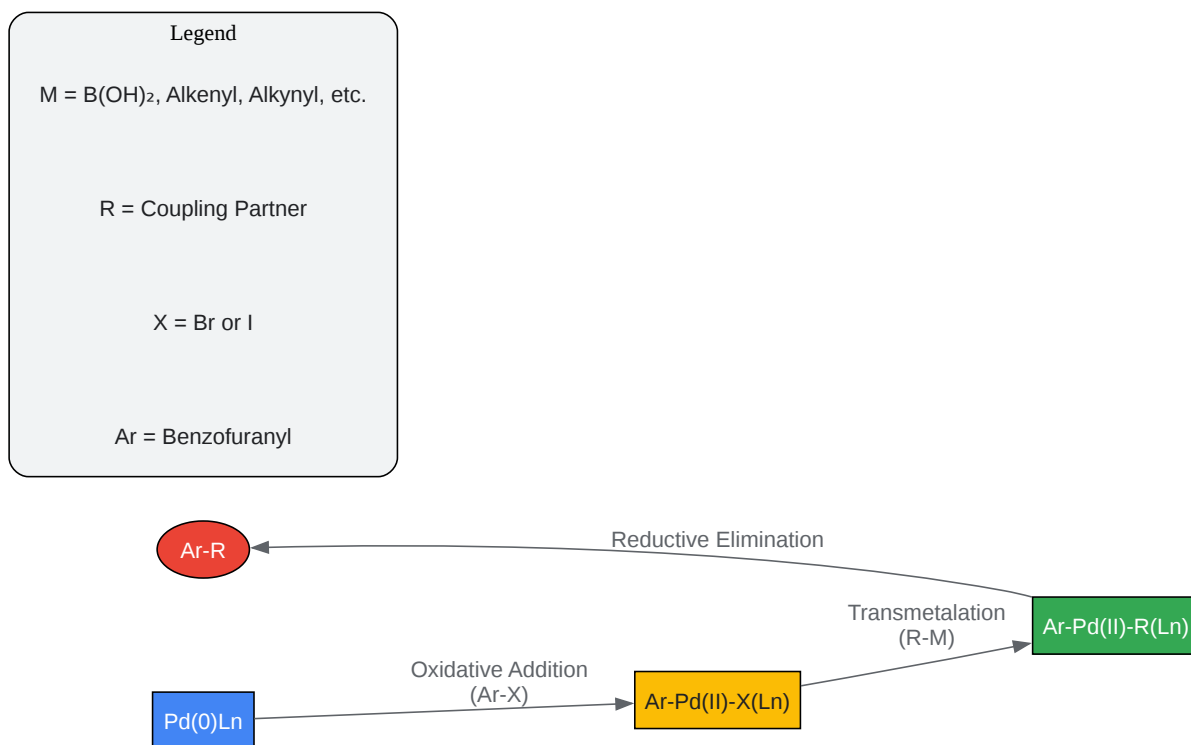 Legend
M = B(OH)₂, Alkenyl, Alkynyl, etc.
R = Coupling Partner
X = Br or I
Ar = Benzofuranyl
Ar-R
Reductive Elimination
Transmetalation
(R-M)
Ar-Pd(II)-R(Ln)
Oxidative Addition
(Ar-X)
Ar-Pd(II)-X(Ln)
Pd(0)Ln